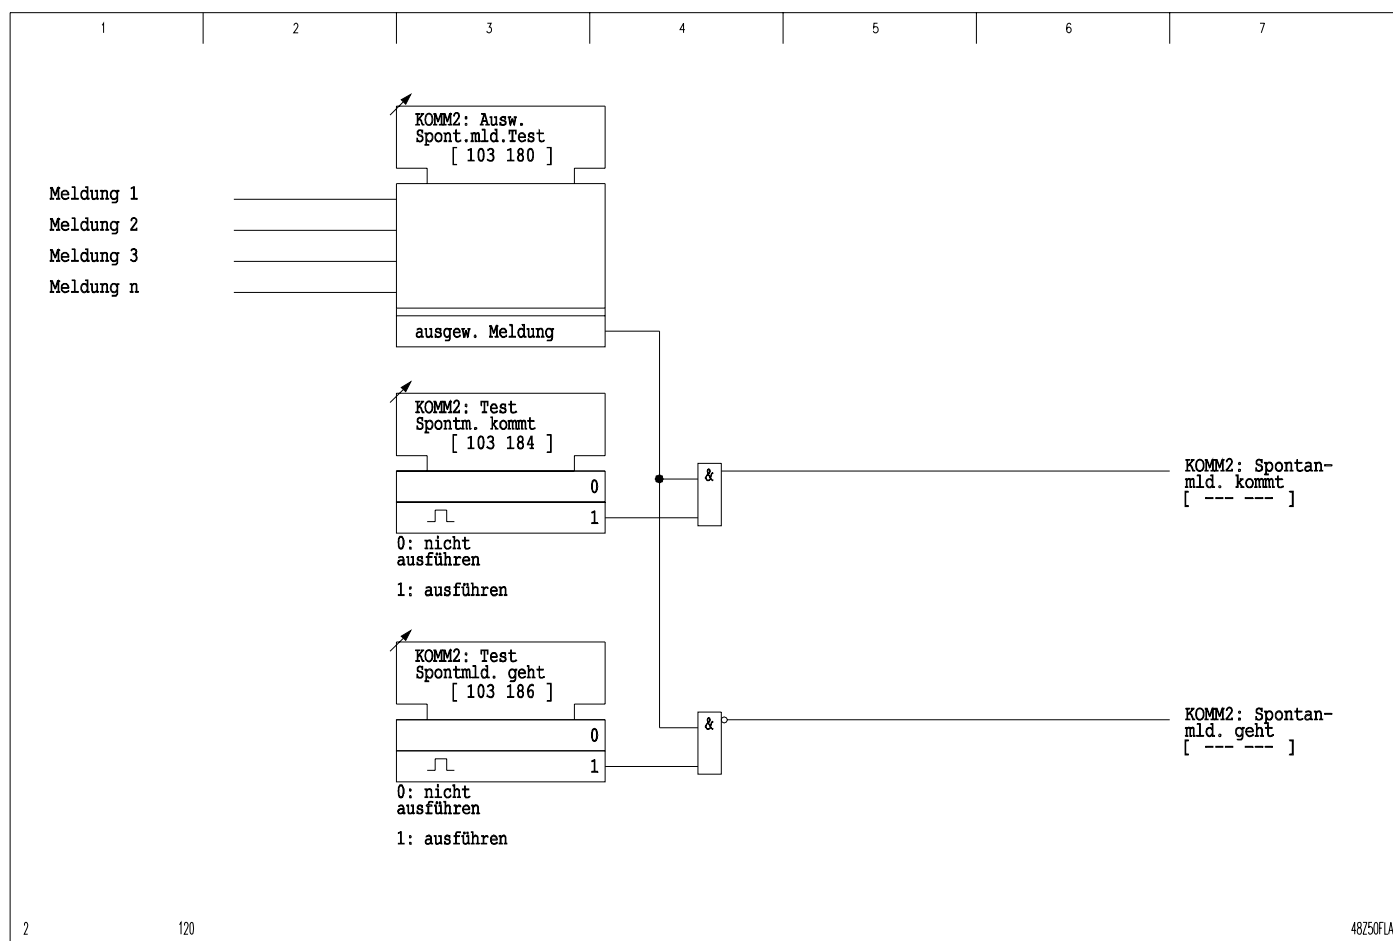 1 2 3 4 5 6 7
KOMM2: Ausw.
Spont.mld.Test
[ 103 180 ]
Meldung 1
Meldung 2
Meldung 3
Meldung n
ausgew. Meldung
KOMM2: Test
Spontm. kommt
[ 103 184 ]
0
1
0: nicht
ausführen
1: ausführen
&
KOMM2: Spontan-
mld. kommt
[ --- --- ]
KOMM2: Test
Spontmld. geht
[ 103 186 ]
0
1
0: nicht
ausführen
1: ausführen
&
KOMM2: Spontan-
mld. geht
[ --- --- ]
2 120 48Z50FLA